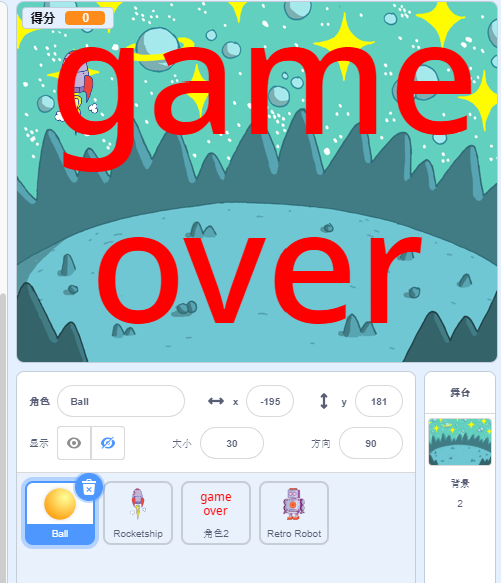 得分 0
game
over
角色 Ball x -195 y 181
显示 大小 30 方向 90
舞台
背景
2
Ball
Rocketship
game
over
角色2
Retro Robot